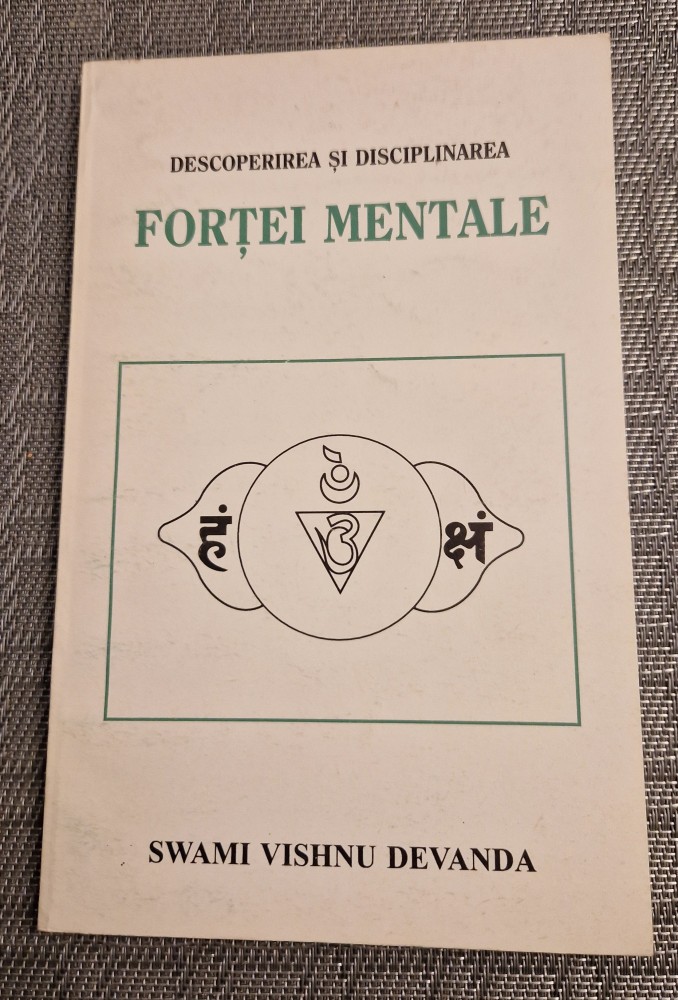 DESCOPERIREA ȘI DISCIPLINAREA
FORȚEI MENTALE
ॐ
हं
क्षं
SWAMI VISHNU DEVANDA